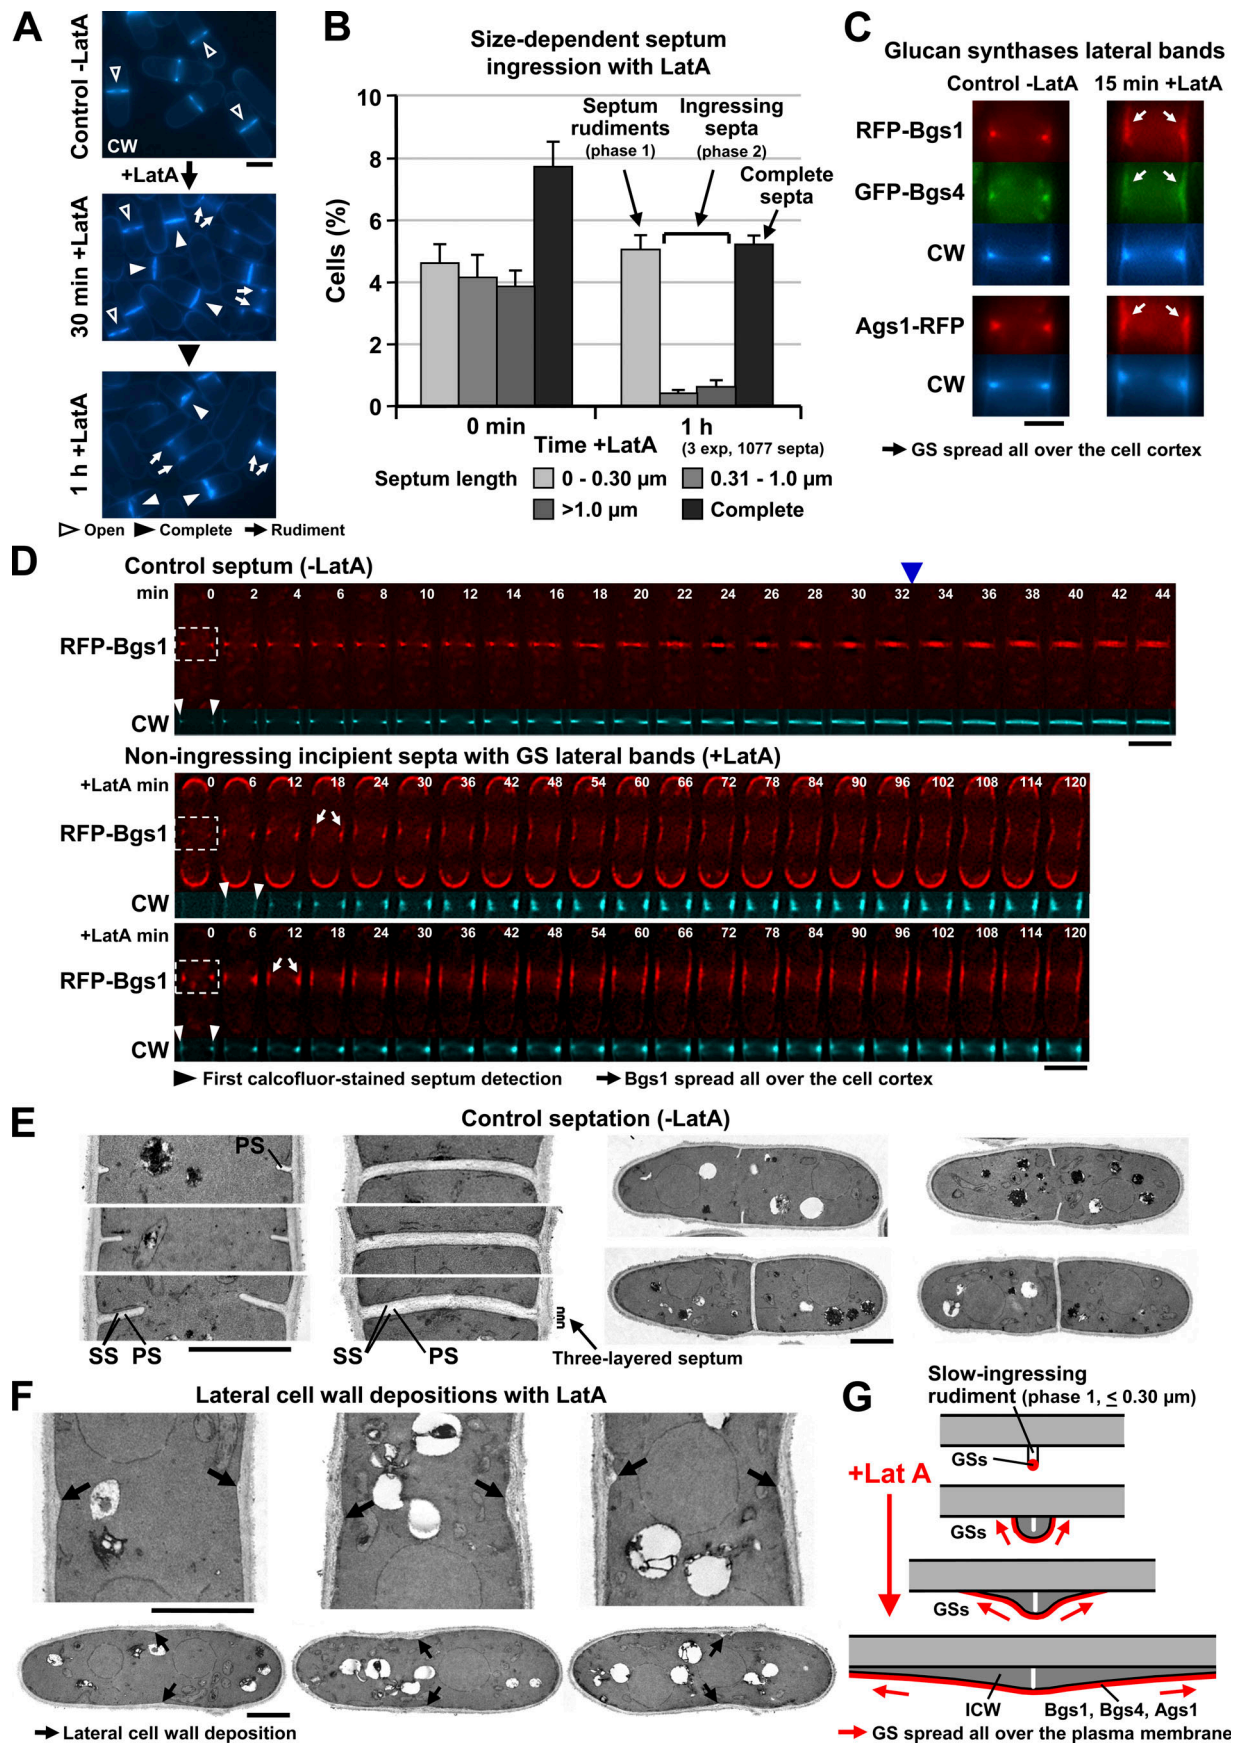 A
Control -LatA
CW
+LatA
30 min +LatA
1 h +LatA
Open
Complete
Rudiment
B
Size-dependent septum
ingression with LatA
Cells (%)
10
8
6
4
2
0
Septum
rudiments
(phase 1)
Ingressing
septa
(phase 2)
Complete
septa
0 min
1 h
Time +LatA
(3 exp, 1077 septa)
Septum length
0 - 0.30 µm
0.31 - 1.0 µm
>1.0 µm
Complete
C
Glucan synthases lateral bands
Control -LatA
15 min +LatA
RFP-Bgs1
GFP-Bgs4
CW
Ags1-RFP
CW
GS spread all over the cell cortex
D
Control septum (-LatA)
min 0 2 4 6 8 10 12 14 16 18 20 22 24 26 28 30 32 34 36 38 40 42 44
RFP-Bgs1
CW
Non-ingressing incipient septa with GS lateral bands (+LatA)
+LatA min 0 6 12 18 24 30 36 42 48 54 60 66 72 78 84 90 96 102 108 114 120
RFP-Bgs1
CW
+LatA min 0 6 12 18 24 30 36 42 48 54 60 66 72 78 84 90 96 102 108 114 120
RFP-Bgs1
CW
First calcofluor-stained septum detection
Bgs1 spread all over the cell cortex
E
Control septation (-LatA)
PS
SS PS
SS PS
Three-layered septum
F
Lateral cell wall depositions with LatA
Lateral cell wall deposition
G
Slow-ingressing
rudiment (phase 1, ≤ 0.30 µm)
GSs
+Lat A
GSs
GSs
ICW
Bgs1, Bgs4, Ags1
GS spread all over the plasma membrane